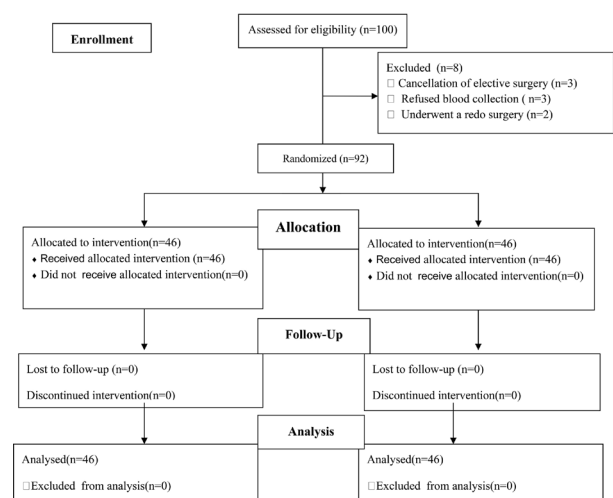 Assessed for eligibility (n=100)
Enrollment
Excluded (n=8)
□ Cancellation of elective surgery (n=3)
□ Refused blood collection ( n=3)
□ Underwent a redo surgery (n=2)
Randomized (n=92)
Allocation
Allocated to intervention(n=46)
♦ Received allocated intervention (n=46)
♦ Did not receive allocated intervention(n=0)
Allocated to intervention(n=46)
♦ Received allocated intervention (n=46)
♦ Did not receive allocated intervention(n=0)
Follow-Up
Lost to follow-up (n=0)
Discontinued intervention(n=0)
Lost to follow-up (n=0)
Discontinued intervention(n=0)
Analysis
Analysed(n=46)
□Excluded from analysis(n=0)
Analysed(n=46)
□Excluded from analysis(n=0)